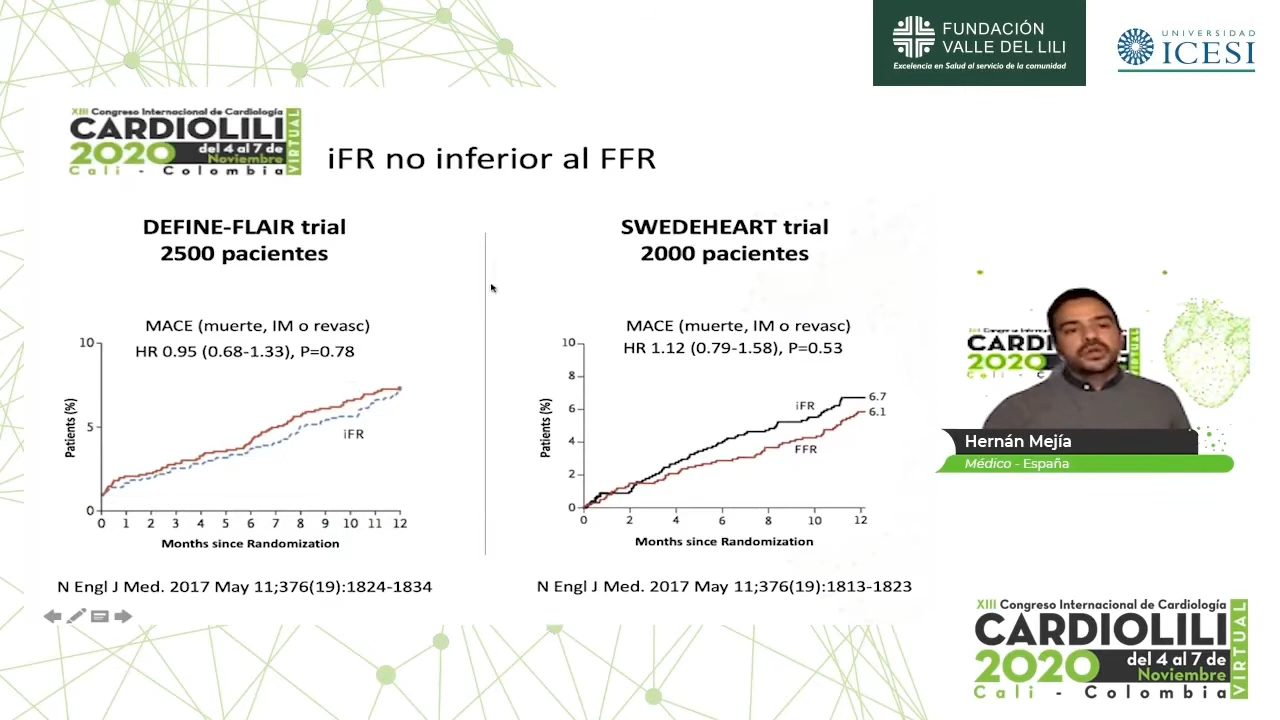 FUNDACIÓN
VALLE DEL LILI
Excelencia en Salud al servicio de la comunidad
UNIVERSIDAD
ICESI
XIII Congreso Internacional de Cardiología
CARDIOLILI
2020
del 4 al 7 de
Noviembre
VIRTUAL
Cali - Colombia
iFR no inferior al FFR
DEFINE-FLAIR trial
2500 pacientes
MACE (muerte, IM o revasc)
HR 0.95 (0.68-1.33), P=0.78
Patients (%)
10
5
0
iFR
0 1 2 3 4 5 6 7 8 9 10 11 12
Months since Randomization
N Engl J Med. 2017 May 11;376(19):1824-1834
SWEDEHEART trial
2000 pacientes
MACE (muerte, IM o revasc)
HR 1.12 (0.79-1.58), P=0.53
Patients (%)
10
8
6
4
2
0
iFR
FFR
6.7
6.1
0 2 4 6 8 10 12
Months since Randomization
N Engl J Med. 2017 May 11;376(19):1813-1823
CARDI
2020
Hernán Mejía
Médico - España
XIII Congreso Internacional de Cardiología
CARDIOLILI
2020
del 4 al 7 de
Noviembre
VIRTUAL
Cali - Colombia